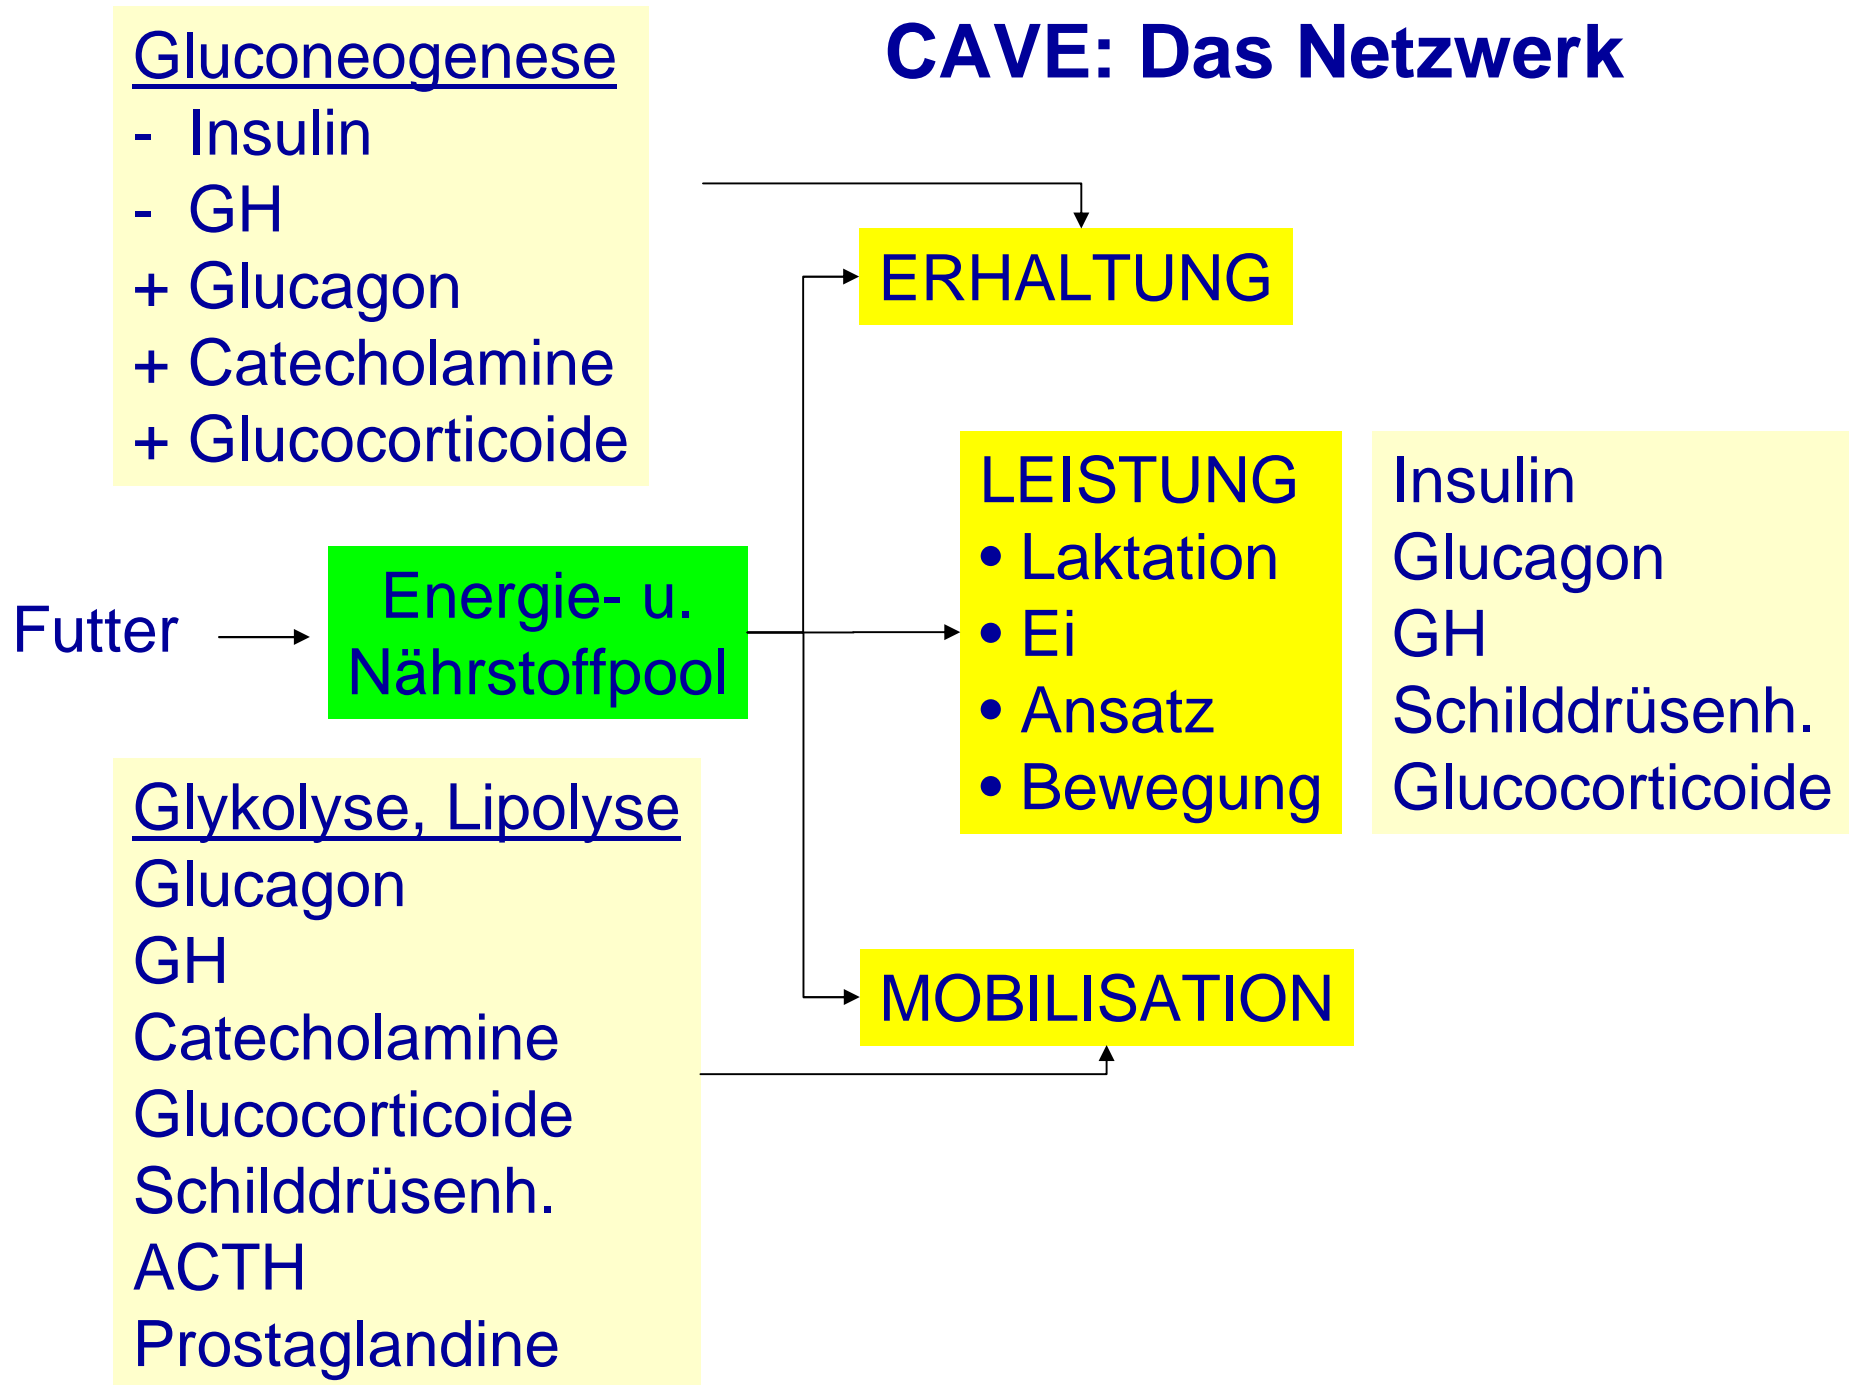 CAVE: Das Netzwerk
Gluconeogenese
- Insulin
- GH
+ Glucagon
+ Catecholamine
+ Glucocorticoide
ERHALTUNG
LEISTUNG
• Laktation
• Ei
• Ansatz
• Bewegung
Insulin
Glucagon
GH
Schilddrüsenh.
Glucocorticoide
Futter
Energie- u.
Nährstoffpool
Glykolyse, Lipolyse
Glucagon
GH
Catecholamine
Glucocorticoide
Schilddrüsenh.
ACTH
Prostaglandine
MOBILISATION